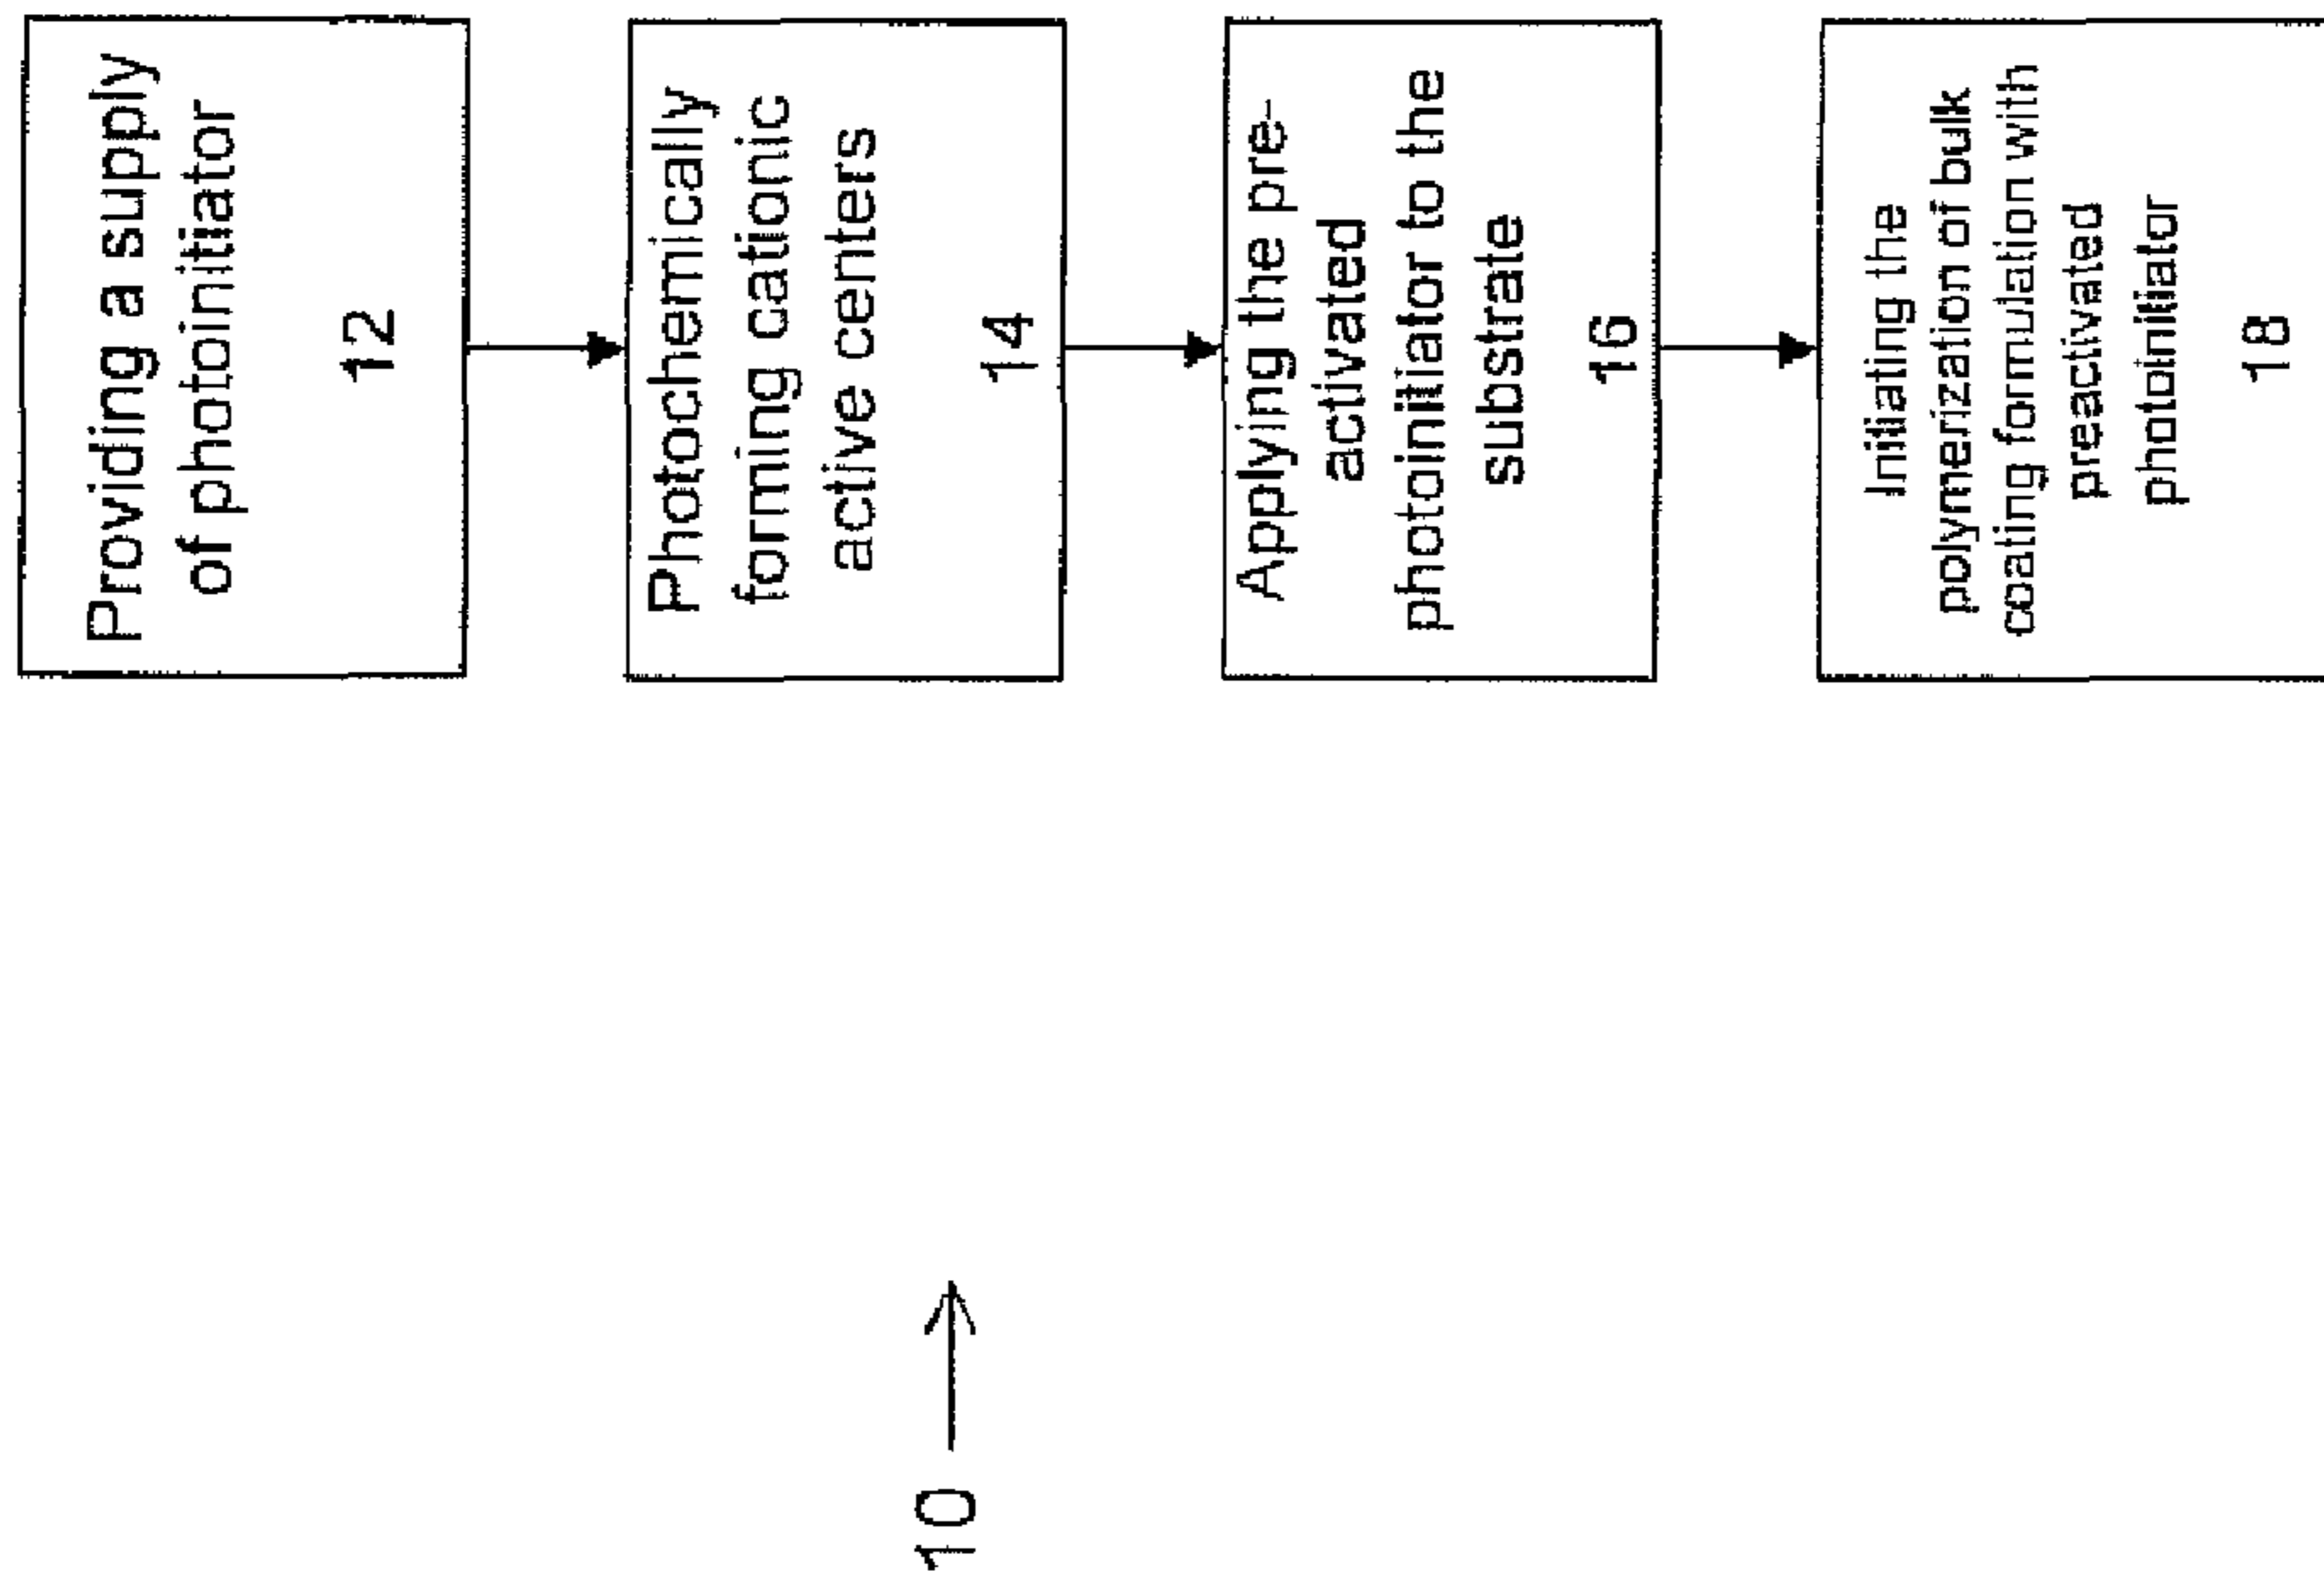 Providing a supply
of photoinitiator
12
Photochemically
forming cationic
active centers
14
Applying the pre-
activated
photoinitiator to the
substrate
16
Initiating the
polymerization of bulk
coating formulation with
preactivated
photoinitiator
18
10